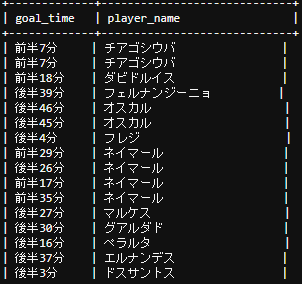 +------------+-----------------------+
| goal_time | player_name |
+------------+-----------------------+
| 前半7分 | チアゴシウバ |
| 前半7分 | チアゴシウバ |
| 前半18分 | ダビドルイス |
| 後半39分 | フェルナンジーニョ |
| 後半46分 | オスカル |
| 後半45分 | オスカル |
| 後半4分 | フレジ |
| 前半29分 | ネイマール |
| 後半26分 | ネイマール |
| 前半17分 | ネイマール |
| 前半35分 | ネイマール |
| 後半27分 | マルケス |
| 後半30分 | グアルダド |
| 後半16分 | ペラルタ |
| 後半37分 | エルナンデス |
| 後半3分 | ドスサントス |